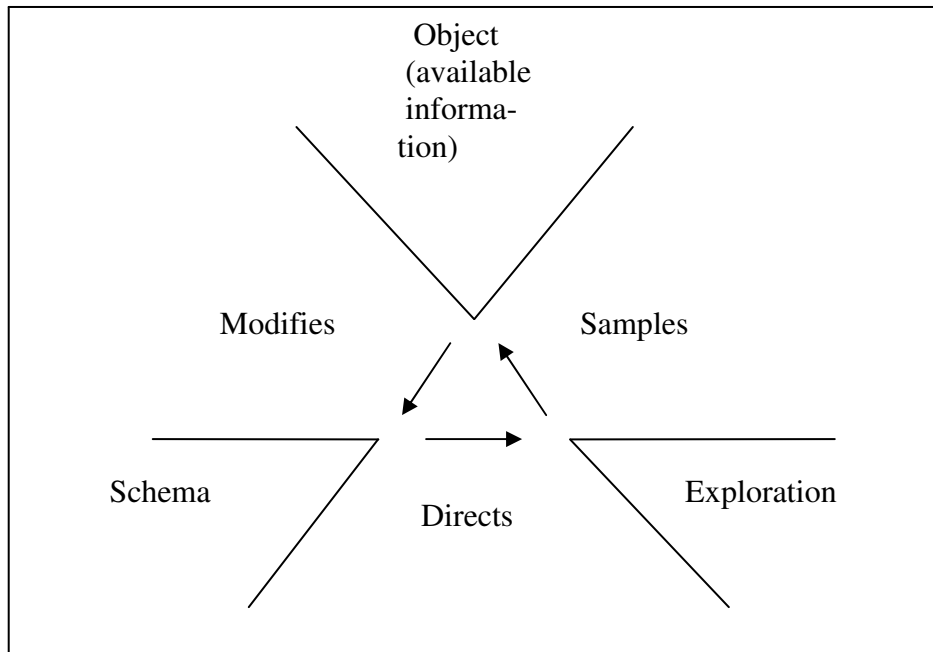 Object
(available
informa-
tion)
Modifies
Samples
Schema
Exploration
Directs